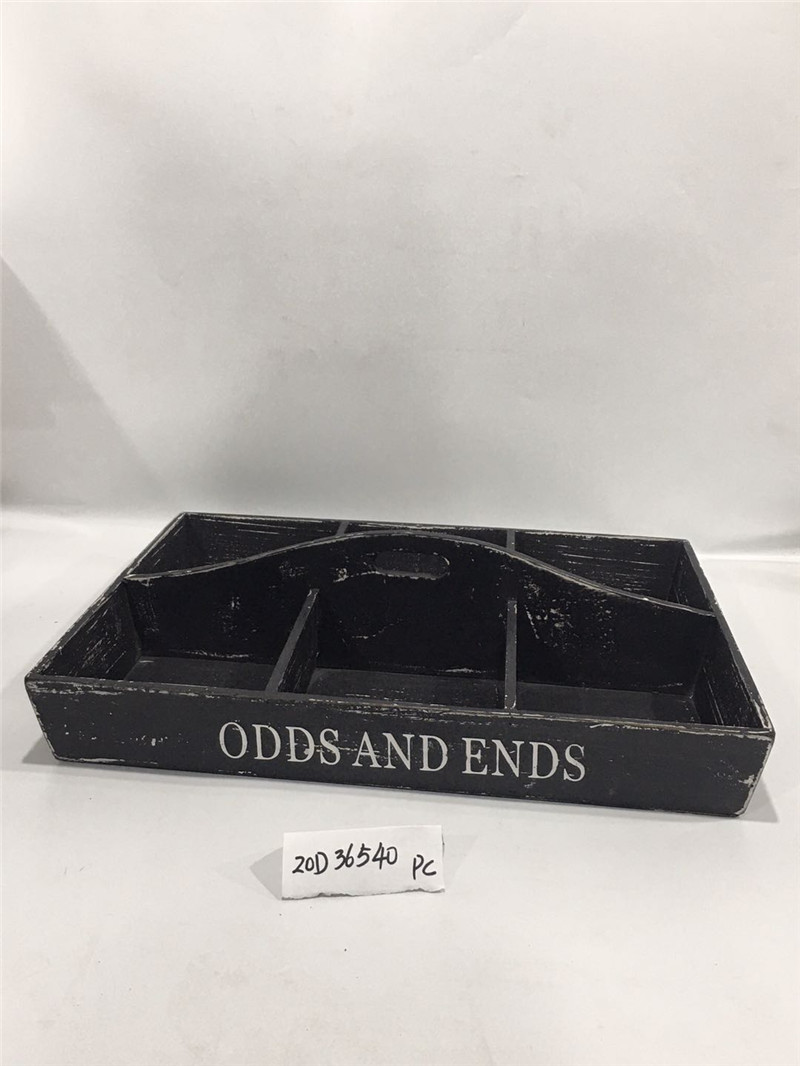 ODDS AND ENDS
20D36540 PC